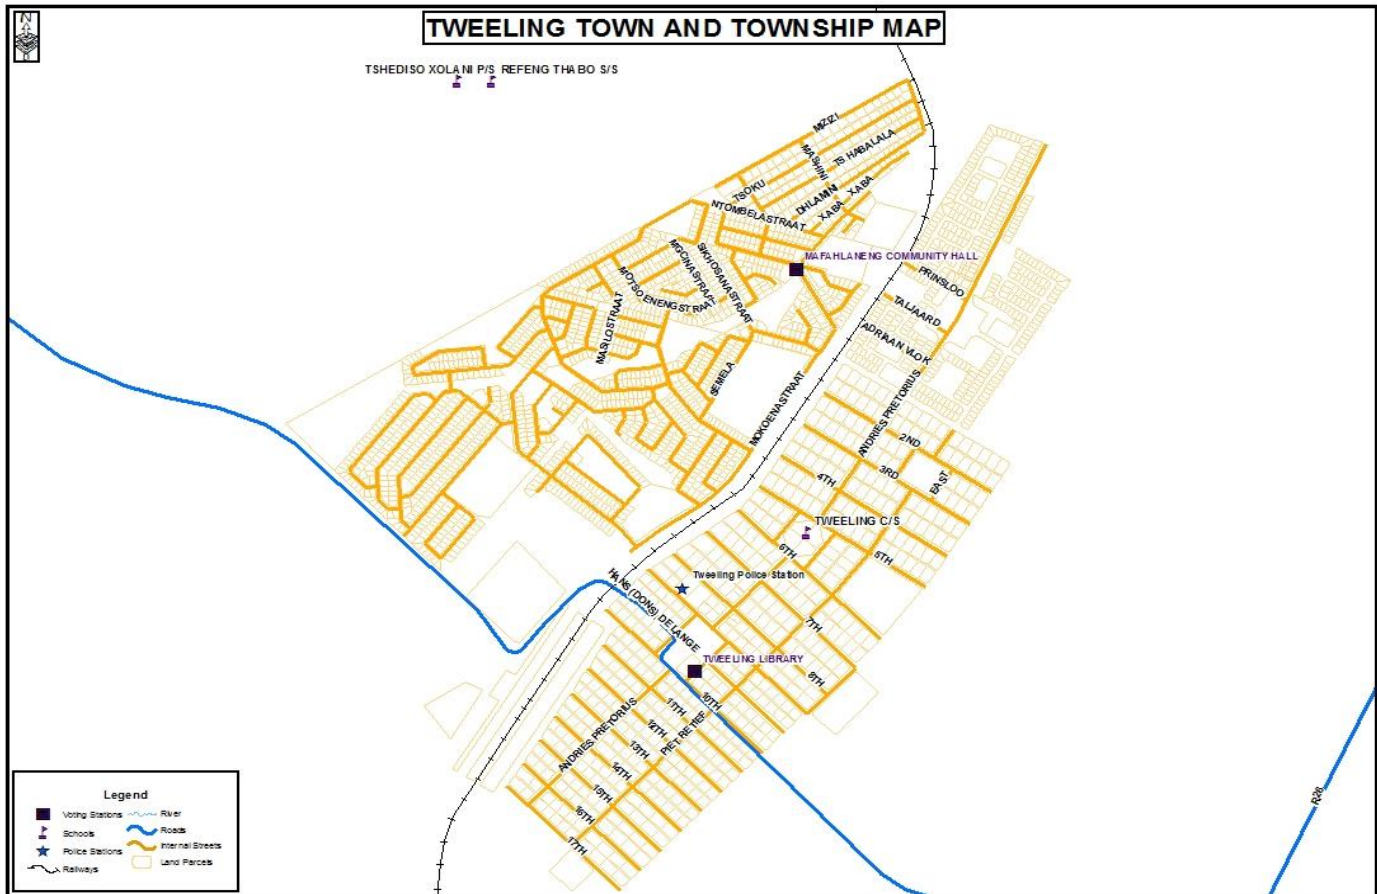 TWEELING TOWN AND TOWNSHIP MAP
N
TSHEDISO XOLANI P/S REFENG THABO S/S
MIZIZI
MASHINI
TSHABALALA
TSOKU
DHLAMINI
XABA
XABA
NTOMBELASTRAAT
MAFAHLANENG COMMUNITY HALL
SIKHOSANASTRAAT
MGCINASTRAAT
MOTSOENENGSTRAAT
MASILOSTRAAT
PRINSLOO
TALJAARD
ADRIAAN VLOK
SEMELA
MOKOENASTRAAT
ANDRIES PRETORIUS
2ND
3RD
4TH
EAST
TWEELING C/S
5TH
6TH
Tweeling Police Station
HANS (DONS) DE LANGE
7TH
TWEELING LIBRARY
8TH
10TH
11TH
ANDRIES PRETORIUS
PIET RETIEF
12TH
13TH
14TH
15TH
16TH
17TH
R26
Legend
Voting Stations
River
Schools
Roads
Police Stations
Internal Streets
Railways
Land Parcels